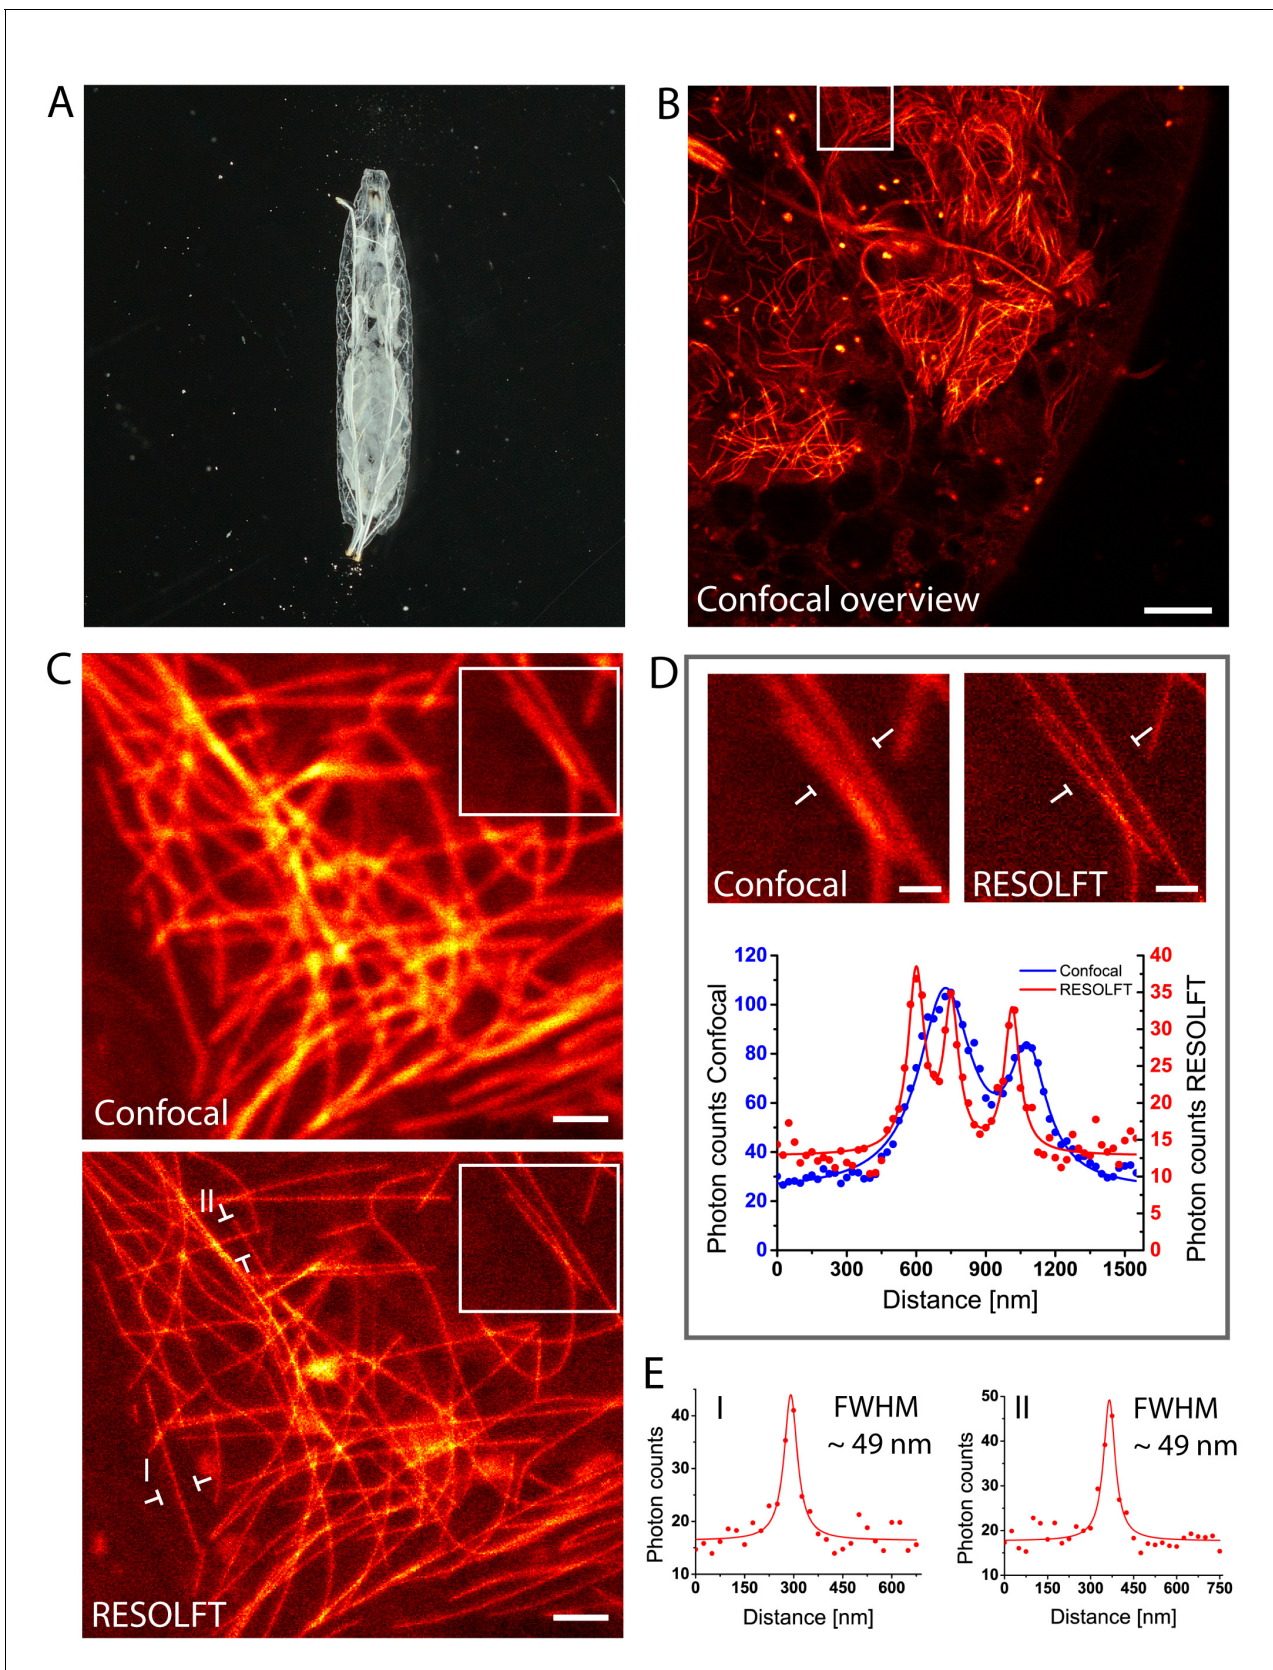 A
B
Confocal overview
C
Confocal
II
I
RESOLFT
D
Confocal
RESOLFT
Photon counts Confocal
120
100
80
60
40
20
0
Confocal
RESOLFT
40
35
30
25
20
15
10
5
0
Photon counts RESOLFT
0 300 600 900 1200 1500
Distance [nm]
E
I
FWHM
~ 49 nm
Photon counts
40
30
20
10
0 150 300 450 600
Distance [nm]
II
FWHM
~ 49 nm
Photon counts
50
40
30
20
10
0 150 300 450 600 750
Distance [nm]